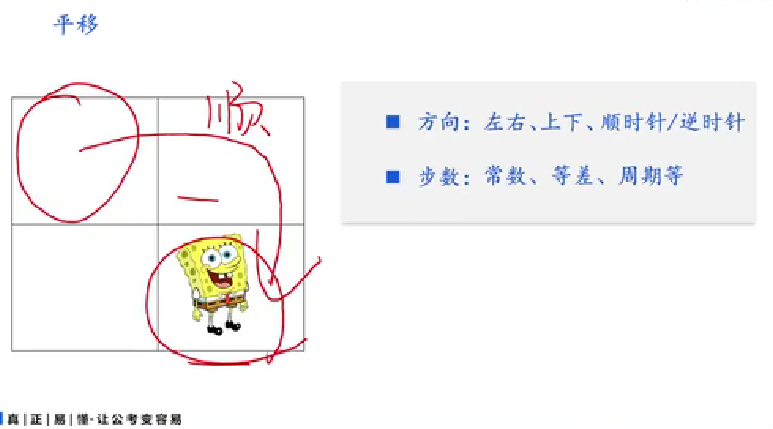 平移
顺
一
■ 方向：左右、上下、顺时针/逆时针
■ 步数：常数、等差、周期等
真|正|易|懂·让公考变容易